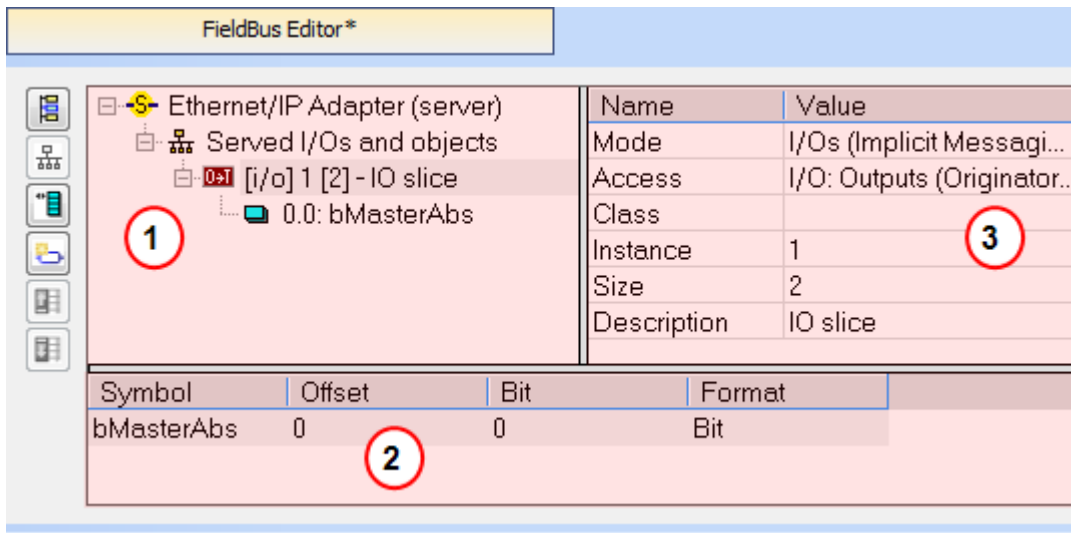 FieldBus Editor*
Ethernet/IP Adapter (server)
Served I/Os and objects
[i/o] 1 [2] - IO slice
0.0: bMasterAbs
1
Name Value
Mode I/Os (Implicit Messagi...
Access I/O: Outputs (Originator...
Class
Instance 1
Size 2
Description IO slice
3
Symbol Offset Bit Format
bMasterAbs 0 0 Bit
2